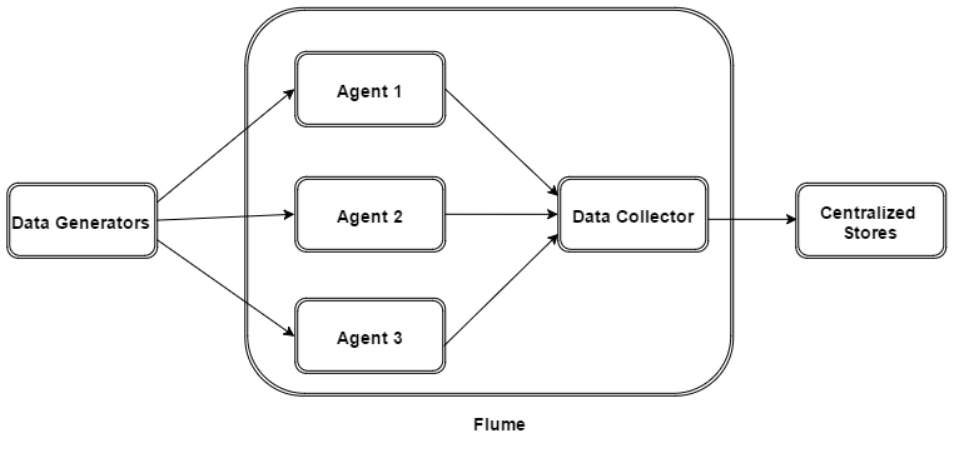 Agent 1
Data Generators
Agent 2
Data Collector
Centralized
Stores
Agent 3
Flume